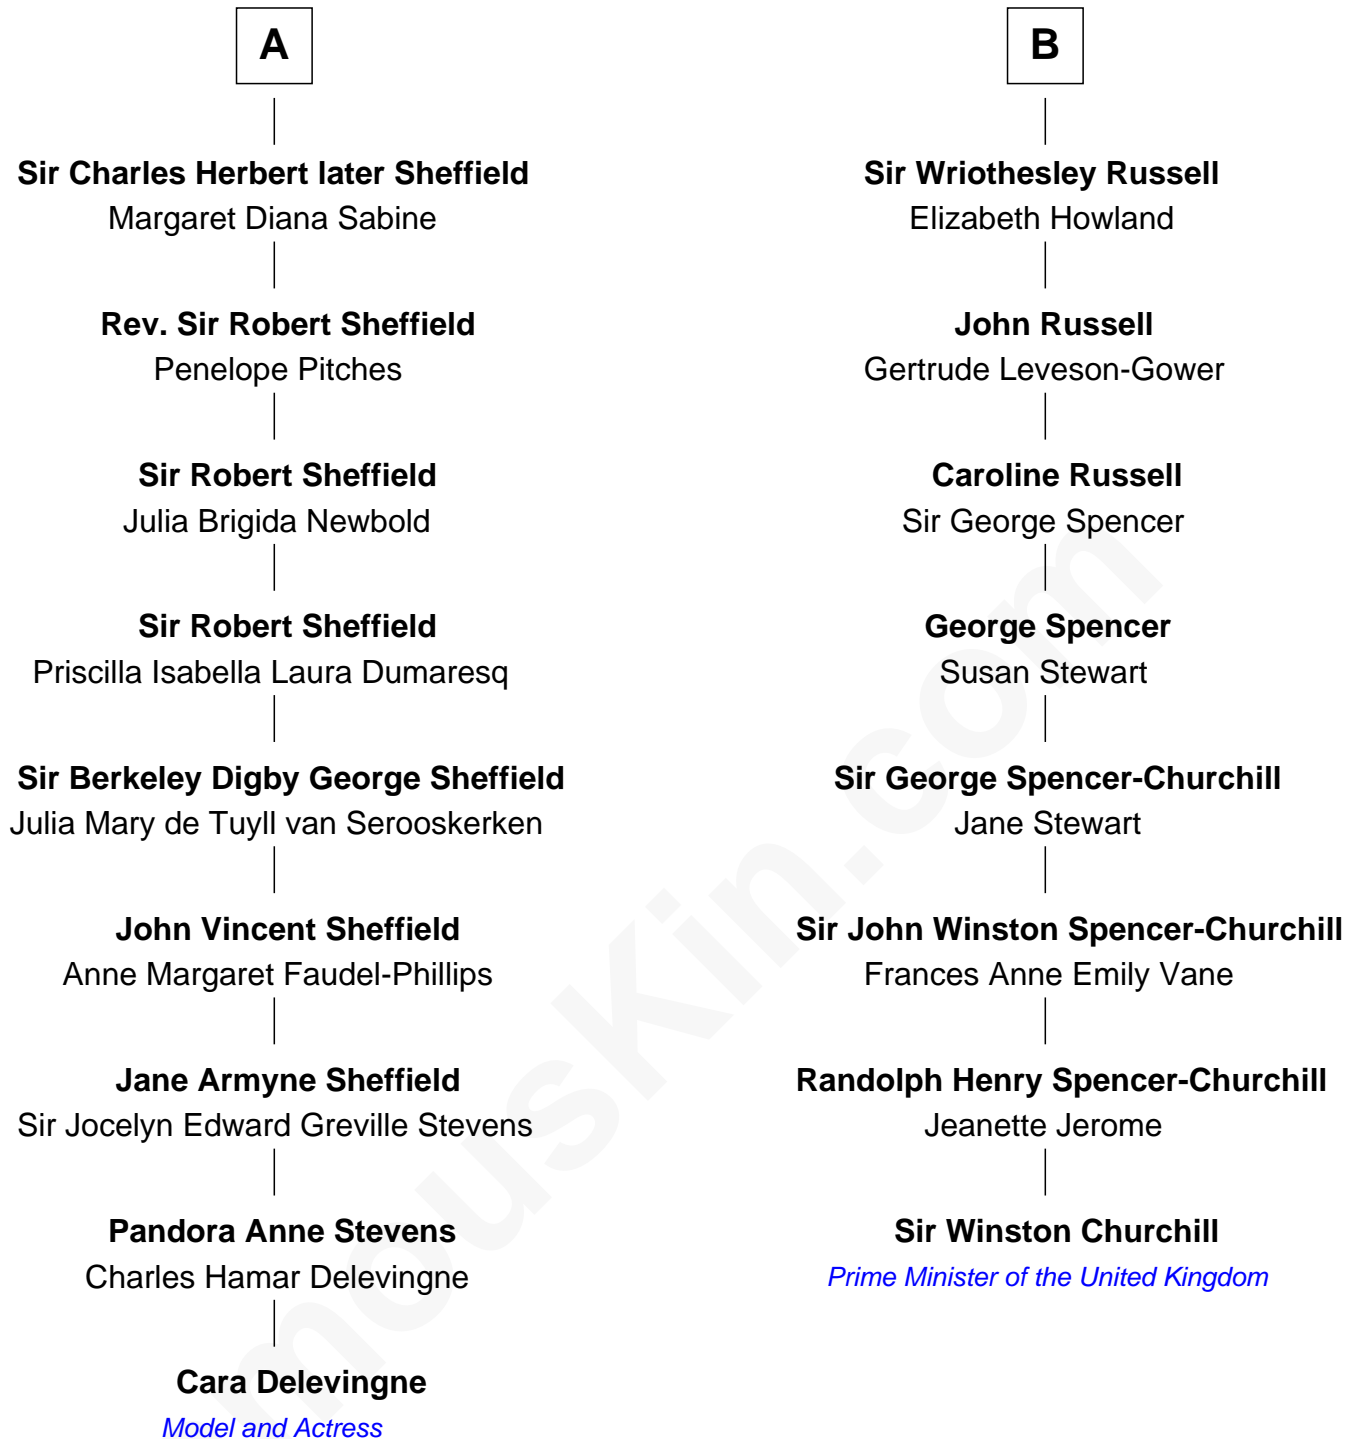 A
Sir Charles Herbert later Sheffield
Margaret Diana Sabine
Rev. Sir Robert Sheffield
Penelope Pitches
Sir Robert Sheffield
Julia Brigida Newbold
Sir Robert Sheffield
Priscilla Isabella Laura Dumaresq
Sir Berkeley Digby George Sheffield
Julia Mary de Tuyll van Serooskerken
John Vincent Sheffield
Anne Margaret Faudel-Phillips
Jane Armyne Sheffield
Sir Jocelyn Edward Greville Stevens
Pandora Anne Stevens
Charles Hamar Delevingne
Cara Delevingne
Model and Actress
B
Sir Wriothesley Russell
Elizabeth Howland
John Russell
Gertrude Leveson-Gower
Caroline Russell
Sir George Spencer
George Spencer
Susan Stewart
Sir George Spencer-Churchill
Jane Stewart
Sir John Winston Spencer-Churchill
Frances Anne Emily Vane
Randolph Henry Spencer-Churchill
Jeanette Jerome
Sir Winston Churchill
Prime Minister of the United Kingdom
mousKin.com